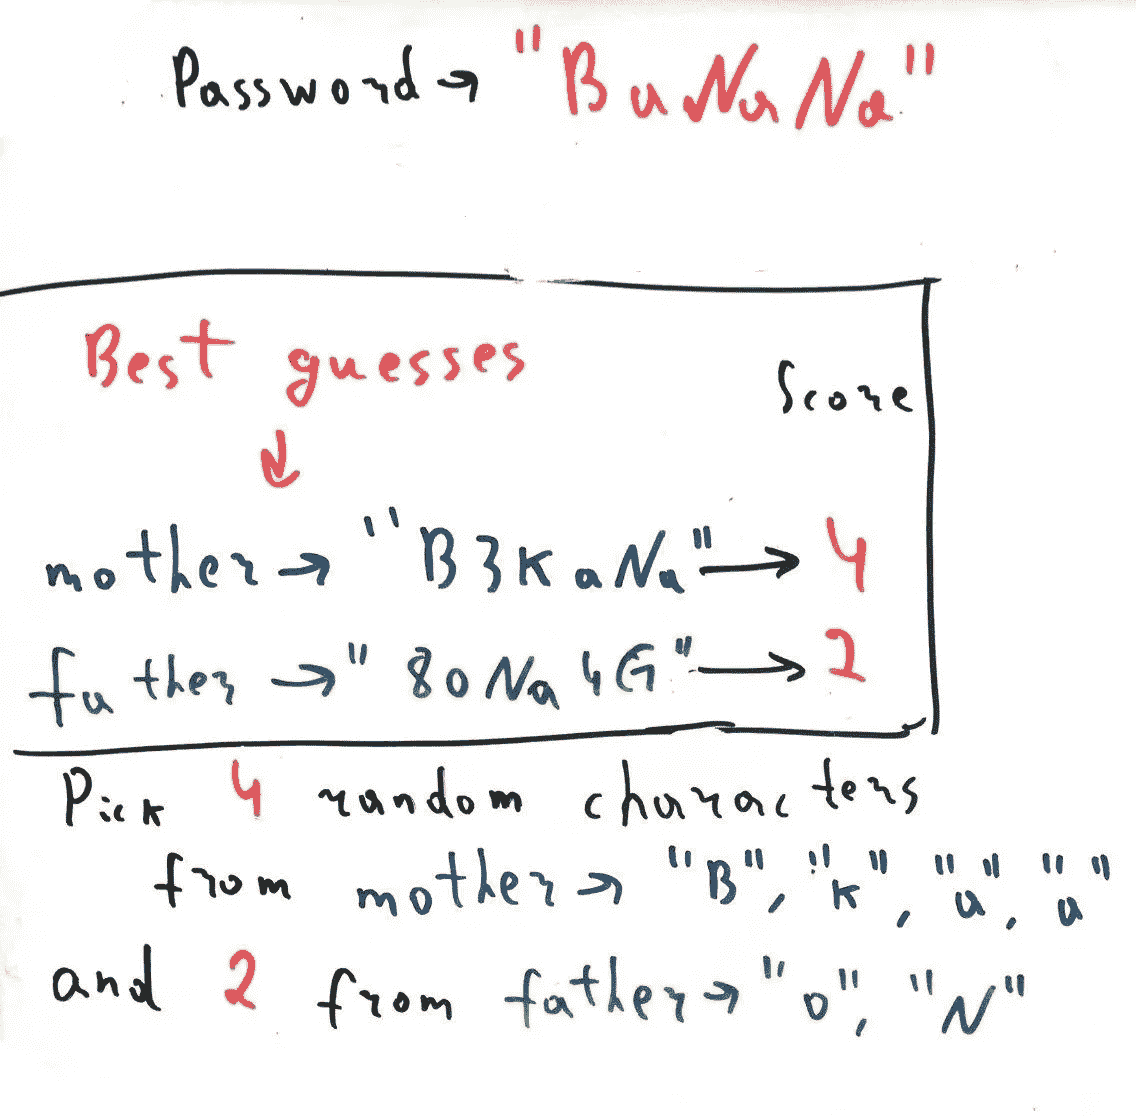 Password → "BaNaNa"
Best guesses
Score
mother → "B3KaNa" → 4
father → "80Na4G" → 2
Pick 4 random characters
from mother → "B", "K", "a", "a"
and 2 from father → "0", "N"